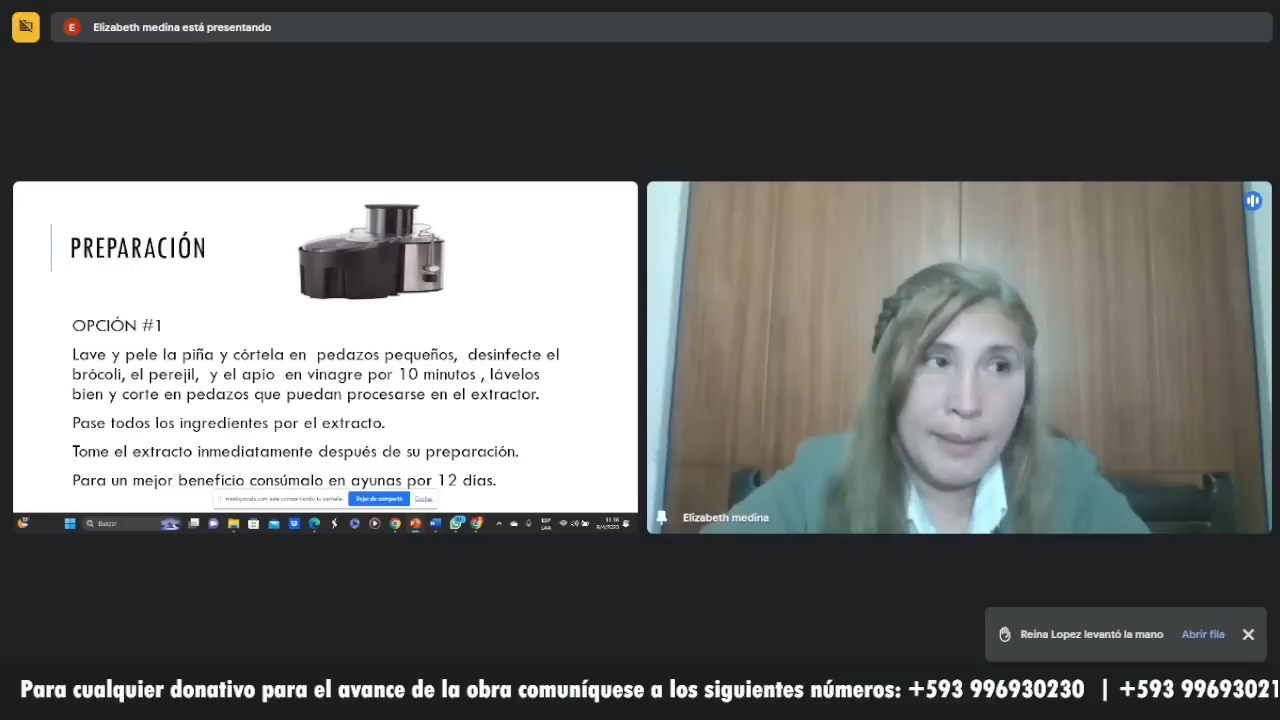 E Elizabeth medina está presentando
PREPARACIÓN
OPCIÓN #1
Lave y pele la piña y córtela en pedazos pequeños, desinfecte el
brócoli, el perejil, y el apio en vinagre por 10 minutos , lávelos
bien y corte en pedazos que puedan procesarse en el extractor.
Pase todos los ingredientes por el extracto.
Tome el extracto inmediatamente después de su preparación.
Para un mejor beneficio consúmalo en ayunas por 12 días.
Dejar de compartir
Ocultar
Buscar
ESP
LAA
Elizabeth medina
Reina Lopez levantó la mano Abrir fila
Para cualquier donativo para el avance de la obra comuníquese a los siguientes números: +593 996930230 | +593 99693021